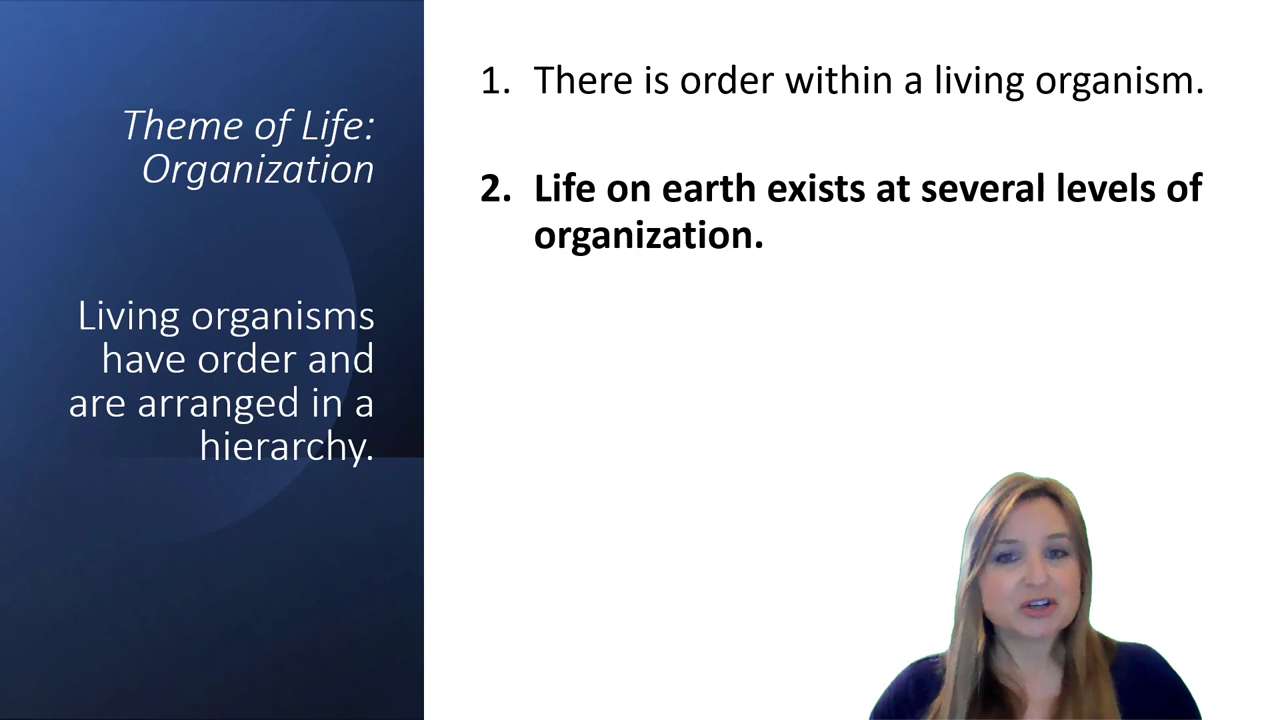 Theme of Life:
Organization
Living organisms
have order and
are arranged in a
hierarchy.
1. There is order within a living organism.
2. Life on earth exists at several levels of
organization.